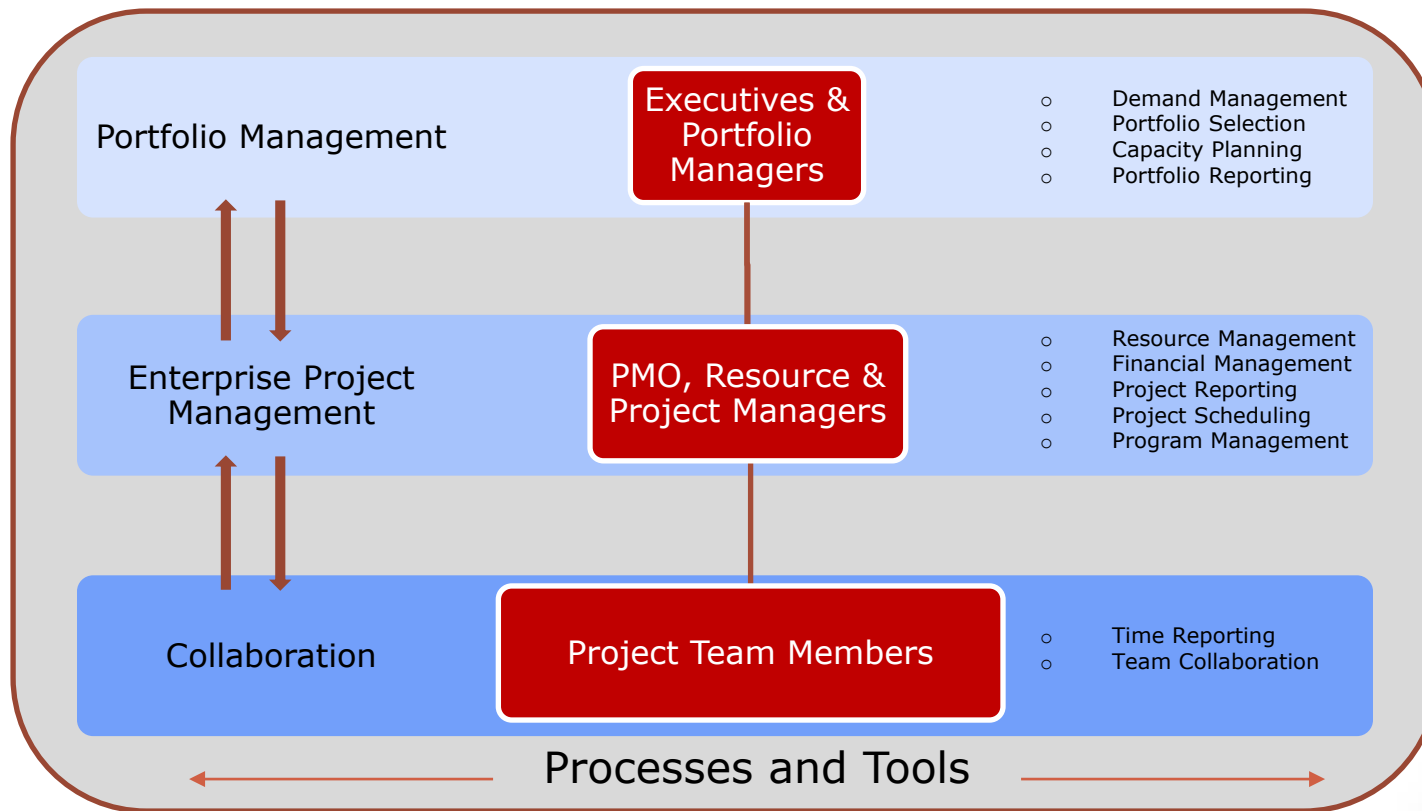 Portfolio Management
Executives &
Portfolio
Managers
o Demand Management
o Portfolio Selection
o Capacity Planning
o Portfolio Reporting
Enterprise Project
Management
PMO, Resource &
Project Managers
o Resource Management
o Financial Management
o Project Reporting
o Project Scheduling
o Program Management
Collaboration
Project Team Members
o Time Reporting
o Team Collaboration
Processes and Tools